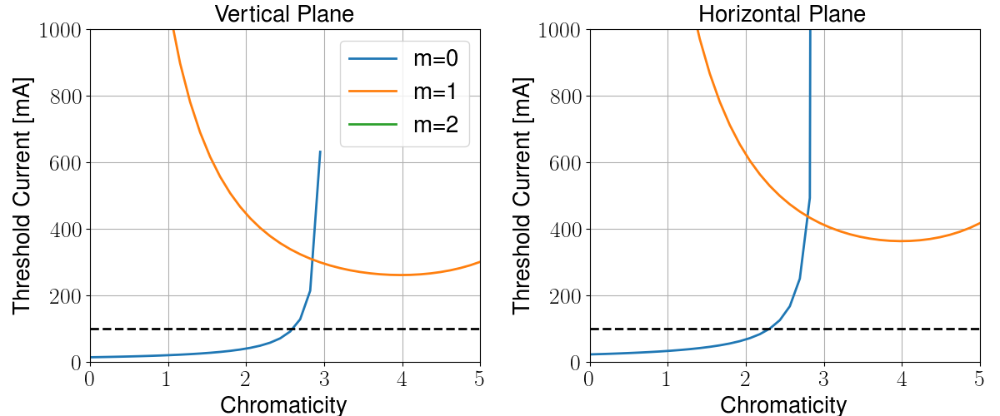 Vertical Plane
Threshold Current [mA]
1000
800
600
400
200
0
0 1 2 3 4 5
Chromaticity
m=0
m=1
m=2
Horizontal Plane
Threshold Current [mA]
1000
800
600
400
200
0
0 1 2 3 4 5
Chromaticity